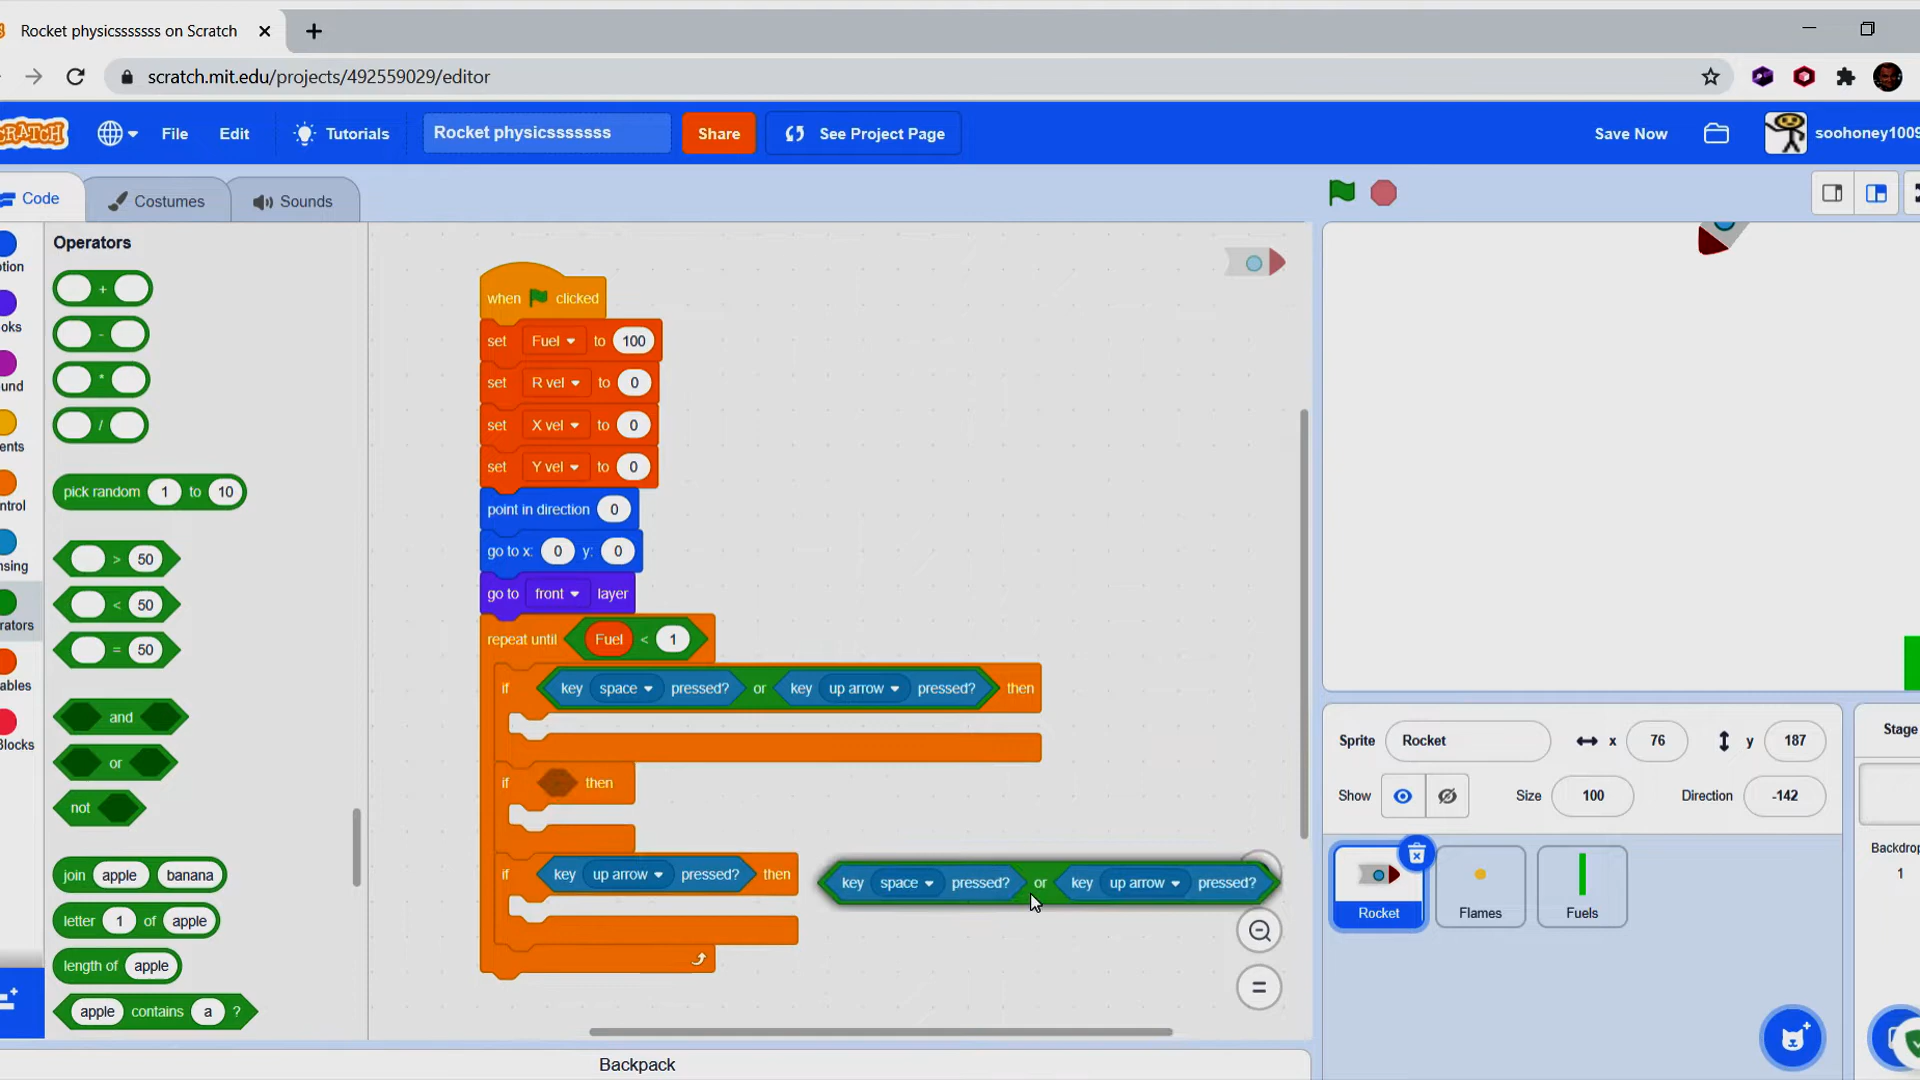 Rocket physicsssssss on Scratch
scratch.mit.edu/projects/492559029/editor
File Edit Tutorials Rocket physicsssssss Share See Project Page Save Now soohoney1009
Code Costumes Sounds
Operators
+
-
*
/
pick random 1 to 10
> 50
< 50
= 50
and
or
not
join apple banana
letter 1 of apple
length of apple
apple contains a ?
when clicked
set Fuel to 100
set R vel to 0
set X vel to 0
set Y vel to 0
point in direction 0
go to x: 0 y: 0
go to front layer
repeat until Fuel < 1
if key space pressed? or key up arrow pressed? then
if then
if key up arrow pressed? then
key space pressed? or key up arrow pressed?
Backpack
Sprite Rocket x 76 y 187
Show Size 100 Direction -142
Rocket Flames Fuels
Stage
Backdrop
1